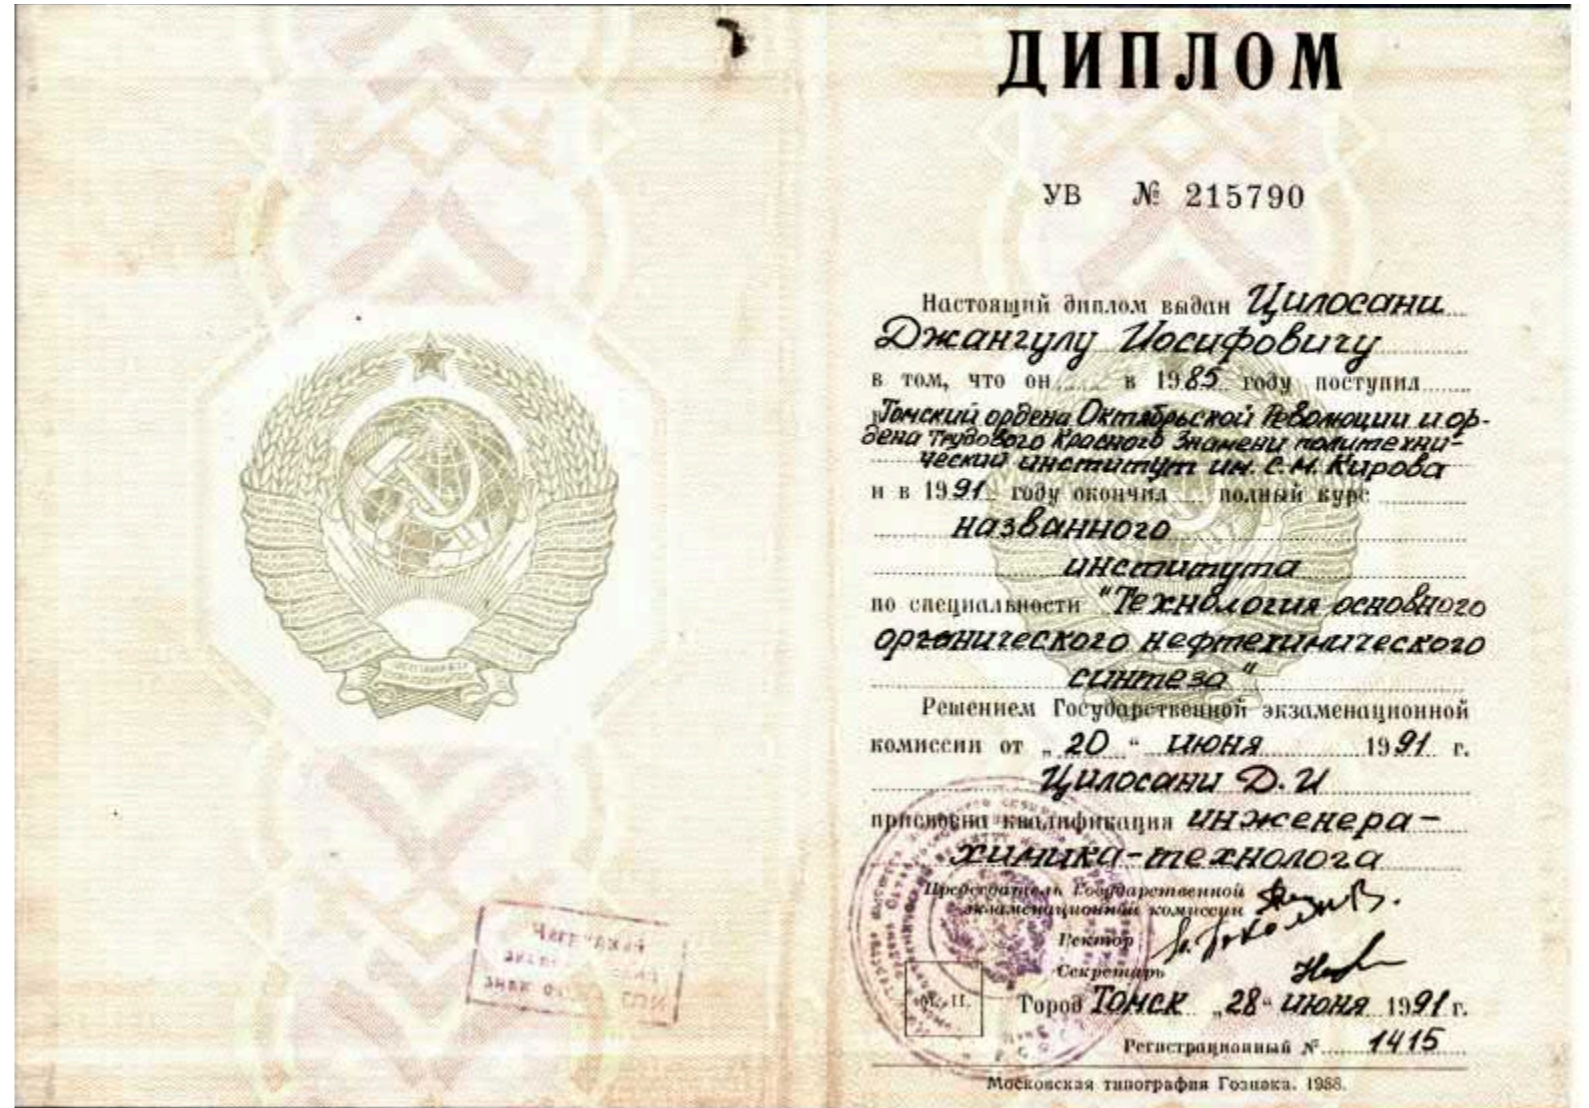 ДИПЛОМ
УВ № 215790
Настоящий диплом выдан Цилосани
Джангулу Иосифовичу
в том, что он в 1985 году поступил
в Томский ордена Октябрьской Революции и ор-
дена трудового красного знамени политехни-
ческий институт им. С.М. Кирова
и в 1991 году окончил полный курс
названного
института
по специальности "Технология основного
органического нефтехимического
синтеза"
Решением Государственной экзаменационной
комиссии от „20" июня 1991 г.
Цилосани Д.И
присвоена квалификация инженера-
химика-технолога
Председатель Государственной
экзаменационной комиссии
Ректор
Секретарь
М. П. Город Томск „28" июня 1991 г.
Регистрационный № 1415
Московская типография Гознака. 1988.
знак